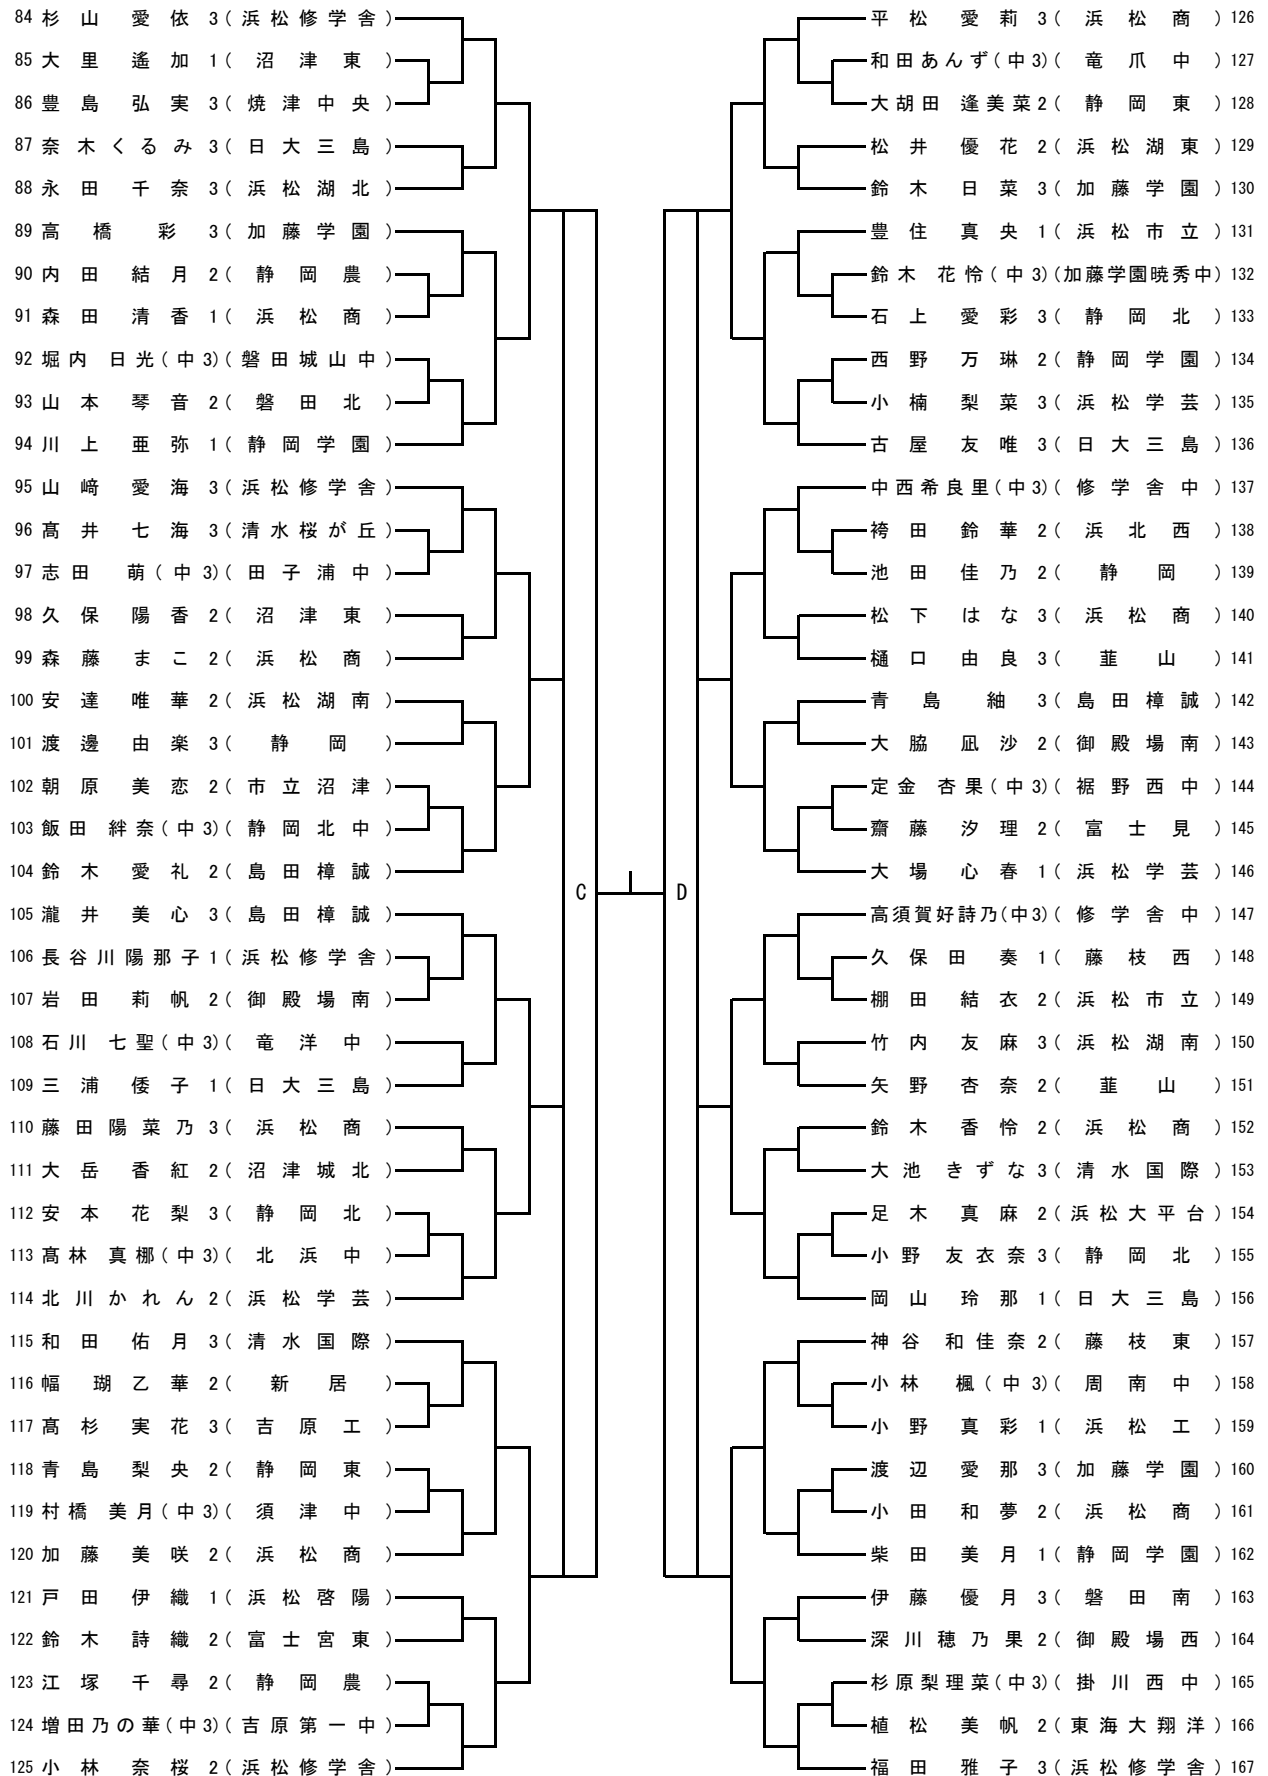 84 杉山 愛依 3(浜松修学舎)
85 大里 遙加 1(沼津東)
86 豊島 弘実 3(焼津中央)
87 奈木くるみ 3(日大三島)
88 永田 千奈 3(浜松湖北)
89 高橋 彩 3(加藤学園)
90 内田 結月 2(静岡農)
91 森田 清香 1(浜松商)
92 堀内 日光(中3)(磐田城山中)
93 山本 琴音 2(磐田北)
94 川上 亜弥 1(静岡学園)
95 山﨑 愛海 3(浜松修学舎)
96 髙井 七海 3(清水桜が丘)
97 志田 萌(中3)(田子浦中)
98 久保 陽香 2(沼津東)
99 森藤 まこ 2(浜松商)
100 安達 唯華 2(浜松湖南)
101 渡邊 由楽 3(静岡)
102 朝原 美恋 2(市立沼津)
103 飯田 絆奈(中3)(静岡北中)
104 鈴木 愛礼 2(島田樟誠)
105 瀧井 美心 3(島田樟誠)
106 長谷川陽那子 1(浜松修学舎)
107 岩田 莉帆 2(御殿場南)
108 石川 七聖(中3)(竜洋中)
109 三浦 倭子 1(日大三島)
110 藤田陽菜乃 3(浜松商)
111 大岳 香紅 2(沼津城北)
112 安本 花梨 3(静岡北)
113 髙林 真梛(中3)(北浜中)
114 北川かれん 2(浜松学芸)
115 和田 佑月 3(清水国際)
116 幅 瑚乙華 2(新居)
117 髙杉 実花 3(吉原工)
118 青島 梨央 2(静岡東)
119 村橋 美月(中3)(須津中)
120 加藤 美咲 2(浜松商)
121 戸田 伊織 1(浜松啓陽)
122 鈴木 詩織 2(富士宮東)
123 江塚 千尋 2(静岡農)
124 増田乃の華(中3)(吉原第一中)
125 小林 奈桜 2(浜松修学舎)
C
D
平松 愛莉 3(浜松商) 126
和田あんず(中3)(竜爪中) 127
大胡田 逢美菜 2(静岡東) 128
松井 優花 2(浜松湖東) 129
鈴木 日菜 3(加藤学園) 130
豊住 真央 1(浜松市立) 131
鈴木 花怜(中3)(加藤学園暁秀中) 132
石上 愛彩 3(静岡北) 133
西野 万琳 2(静岡学園) 134
小楠 梨菜 3(浜松学芸) 135
古屋 友唯 3(日大三島) 136
中西希良里(中3)(修学舎中) 137
袴田 鈴華 2(浜北西) 138
池田 佳乃 2(静岡) 139
松下 はな 3(浜松商) 140
樋口 由良 3(韮山) 141
青島 紬 3(島田樟誠) 142
大脇 凪沙 2(御殿場南) 143
定金 杏果(中3)(裾野西中) 144
齋藤 汐理 2(富士見) 145
大場 心春 1(浜松学芸) 146
高須賀好詩乃(中3)(修学舎中) 147
久保田 奏 1(藤枝西) 148
棚田 結衣 2(浜松市立) 149
竹内 友麻 3(浜松湖南) 150
矢野 杏奈 2(韮山) 151
鈴木 香怜 2(浜松商) 152
大池 きずな 3(清水国際) 153
足木 真麻 2(浜松大平台) 154
小野 友衣奈 3(静岡北) 155
岡山 玲那 1(日大三島) 156
神谷 和佳奈 2(藤枝東) 157
小林 楓(中3)(周南中) 158
小野 真彩 1(浜松工) 159
渡辺 愛那 3(加藤学園) 160
小田 和夢 2(浜松商) 161
柴田 美月 1(静岡学園) 162
伊藤 優月 3(磐田南) 163
深川穂乃果 2(御殿場西) 164
杉原梨理菜(中3)(掛川西中) 165
植松 美帆 2(東海大翔洋) 166
福田 雅子 3(浜松修学舎) 167